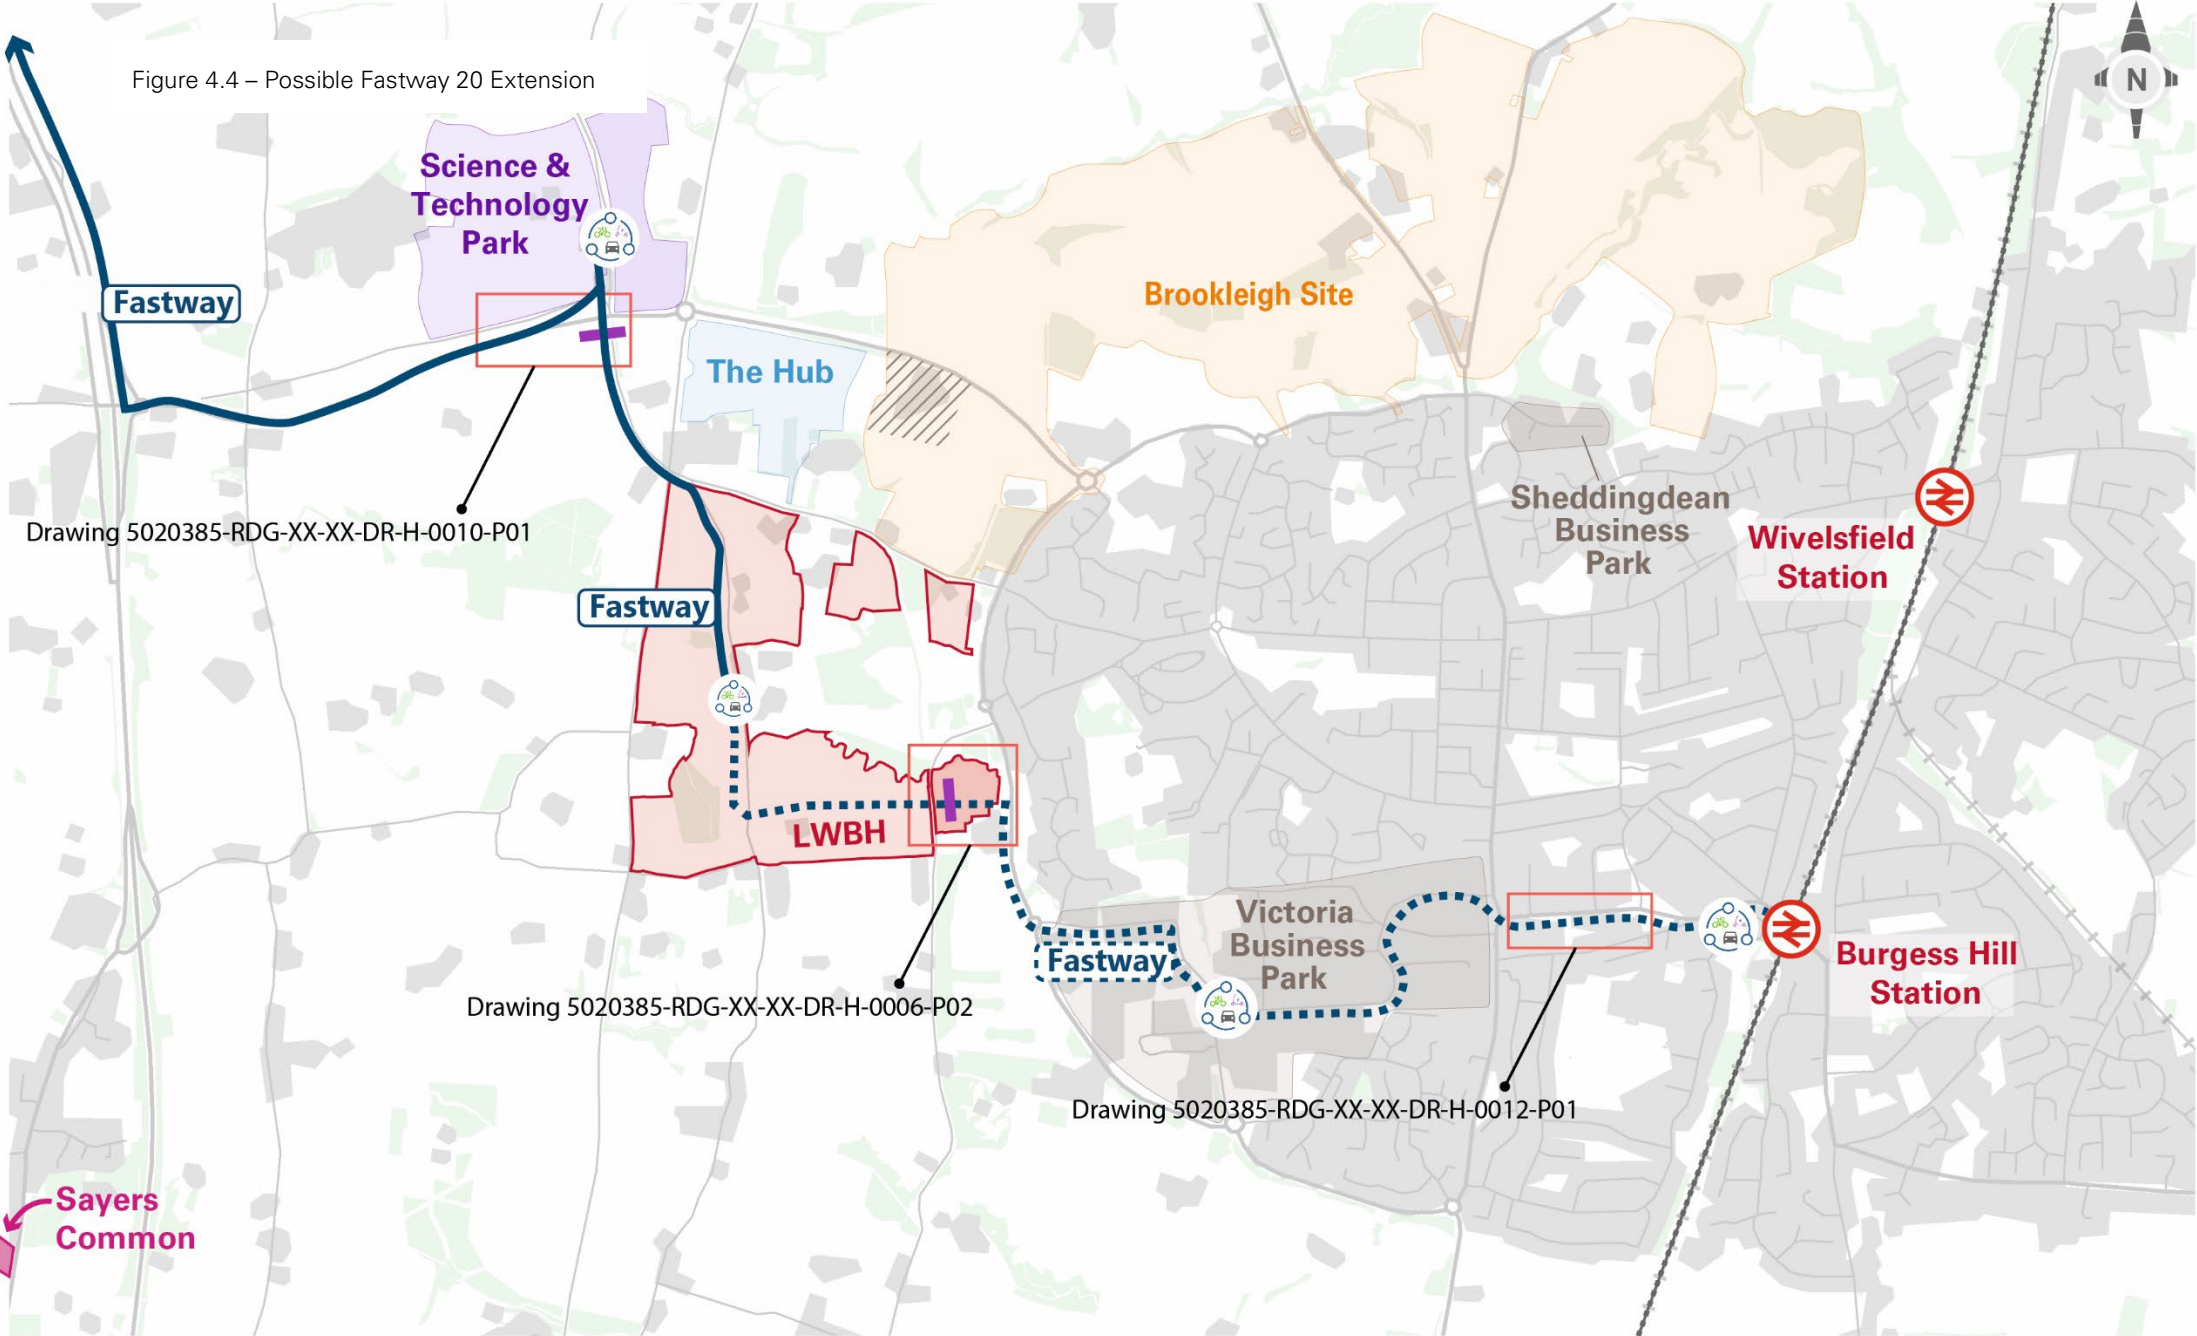 Figure 4.4 – Possible Fastway 20 Extension
N
Science &
Technology
Park
Fastway
Brookleigh Site
The Hub
Sheddingdean
Business
Park
Wivelsfield
Station
Drawing 5020385-RDG-XX-XX-DR-H-0010-P01
Fastway
LWBH
Victoria
Business
Park
Fastway
Burgess Hill
Station
Drawing 5020385-RDG-XX-XX-DR-H-0006-P02
Drawing 5020385-RDG-XX-XX-DR-H-0012-P01
Sayers
Common